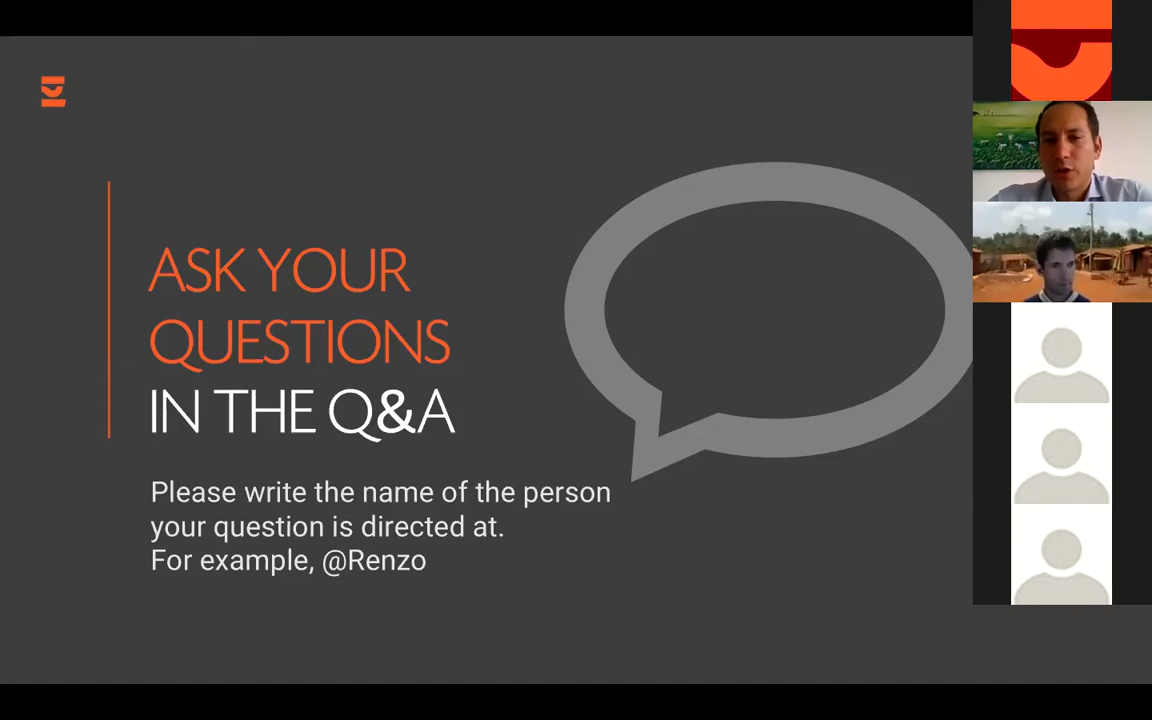 ASK YOUR
QUESTIONS
IN THE Q&A
Please write the name of the person
your question is directed at.
For example, @Renzo